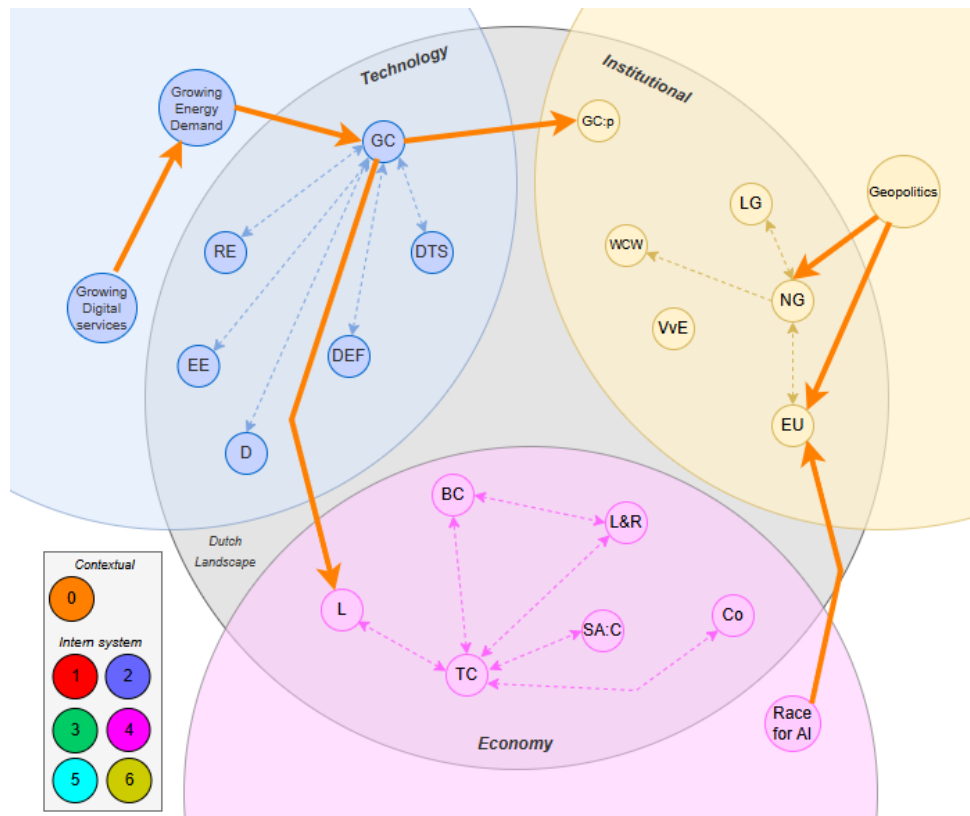 Technology
Institutional
Growing
Energy
Demand
GC
GC:p
Geopolitics
LG
RE
DTS
WCW
Growing
Digital
services
NG
VvE
EE
DEF
EU
D
BC
L&R
Dutch
Landscape
Contextual
0
L
Co
SA:C
Intern system
1
2
TC
3
4
Race
for AI
Economy
5
6